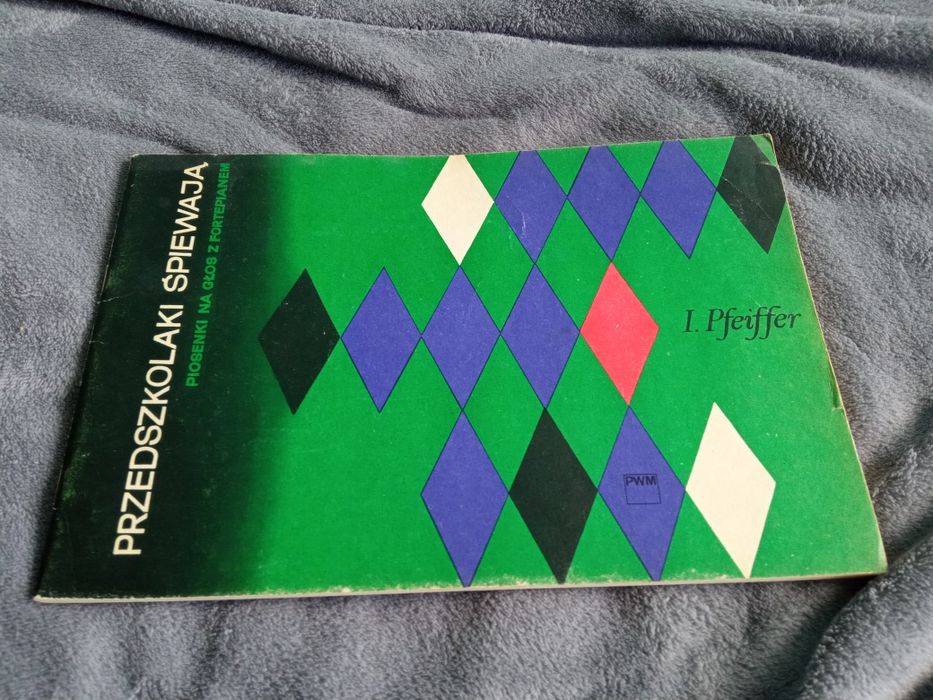 PRZEDSZKOLAKI ŚPIEWAJĄ
PIOSENKI NA GŁOS Z FORTEPIANEM
I. Pfeiffer
PWM